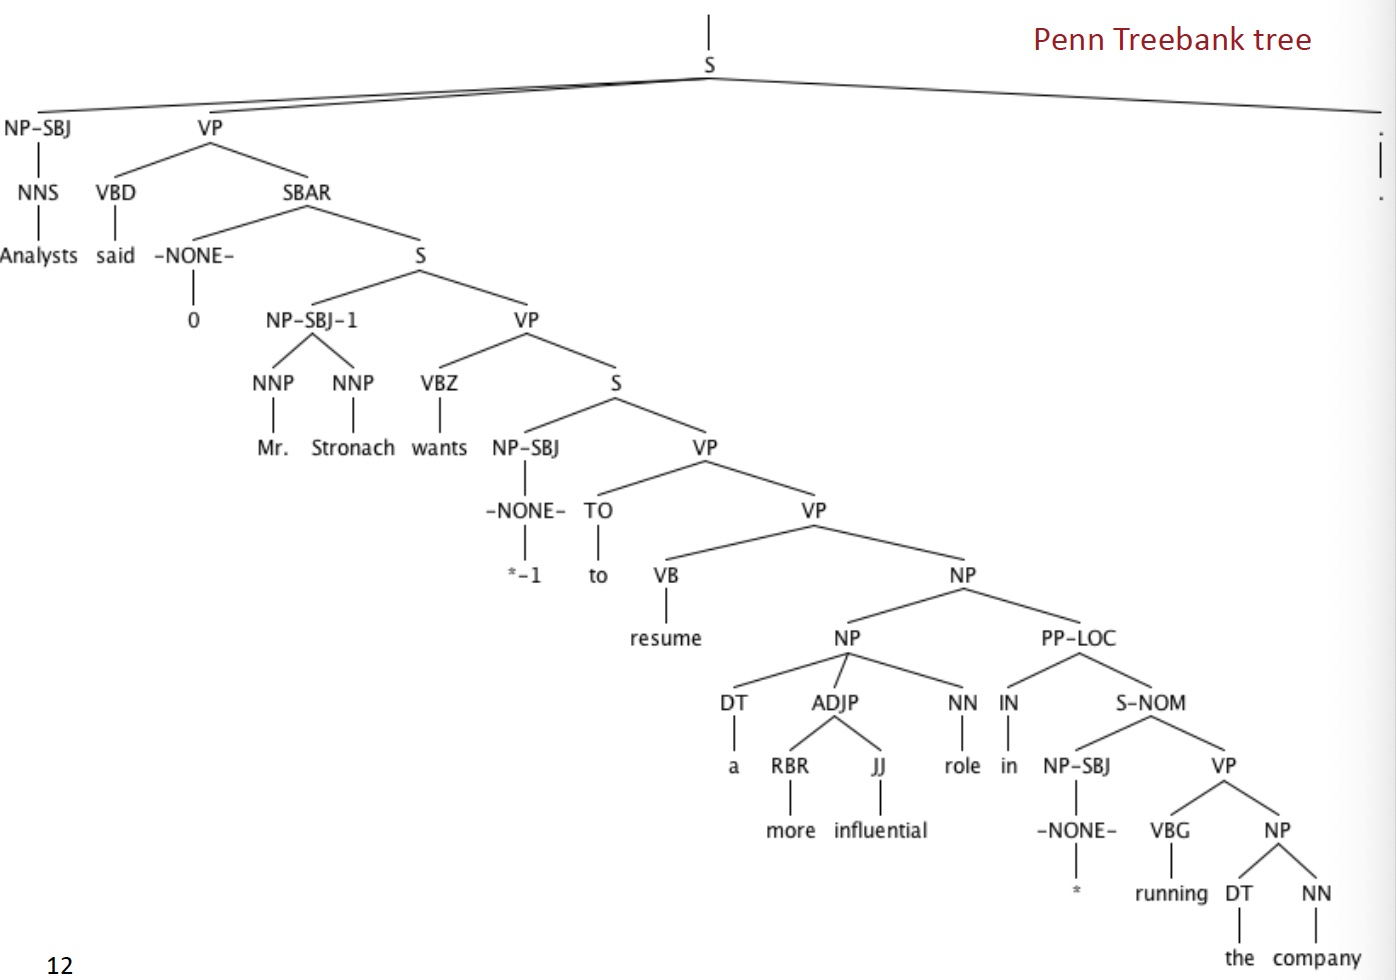 Penn Treebank tree
S
NP-SBJ VP .
NNS VBD SBAR .
Analysts said -NONE- S
0 NP-SBJ-1 VP
NNP NNP VBZ S
Mr. Stronach wants NP-SBJ VP
-NONE- TO VP
*-1 to VB NP
resume NP PP-LOC
DT ADJP NN IN S-NOM
a RBR JJ role in NP-SBJ VP
more influential -NONE- VBG NP
* running DT NN
the company
12